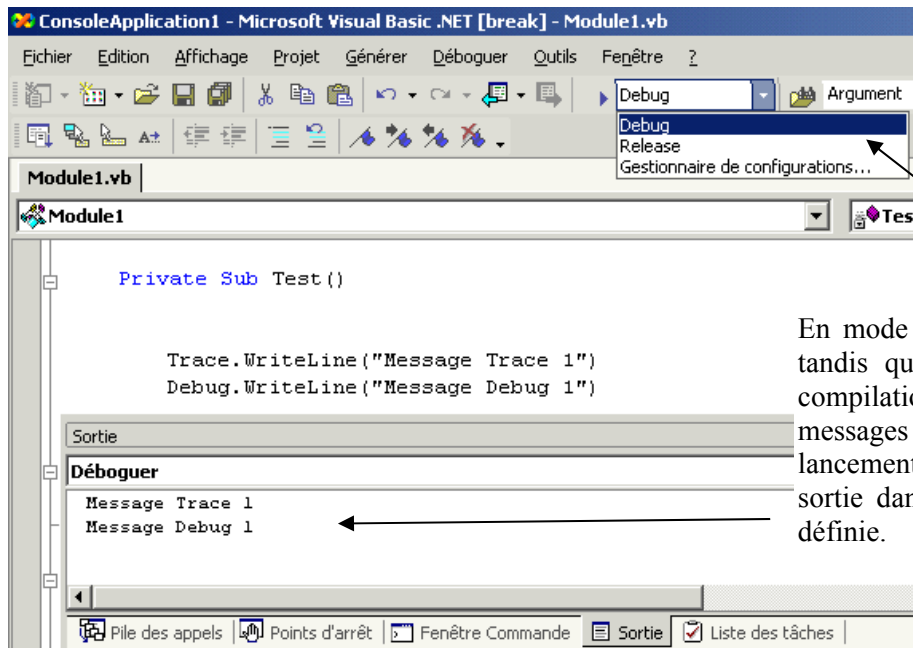 ConsoleApplication1 - Microsoft Visual Basic .NET [break] - Module1.vb
Fichier Edition Affichage Projet Générer Déboguer Outils Fenêtre ?
Debug Argument
Debug
Release
Gestionnaire de configurations...
Module1.vb
Module1 Tes
Private Sub Test()
Trace.WriteLine("Message Trace 1")
Debug.WriteLine("Message Debug 1")
En mode
tandis qu
compilatio
messages
lancement
sortie dan
définie.
Sortie
Déboguer
Message Trace 1
Message Debug 1
Pile des appels Points d'arrêt Fenêtre Commande Sortie Liste des tâches